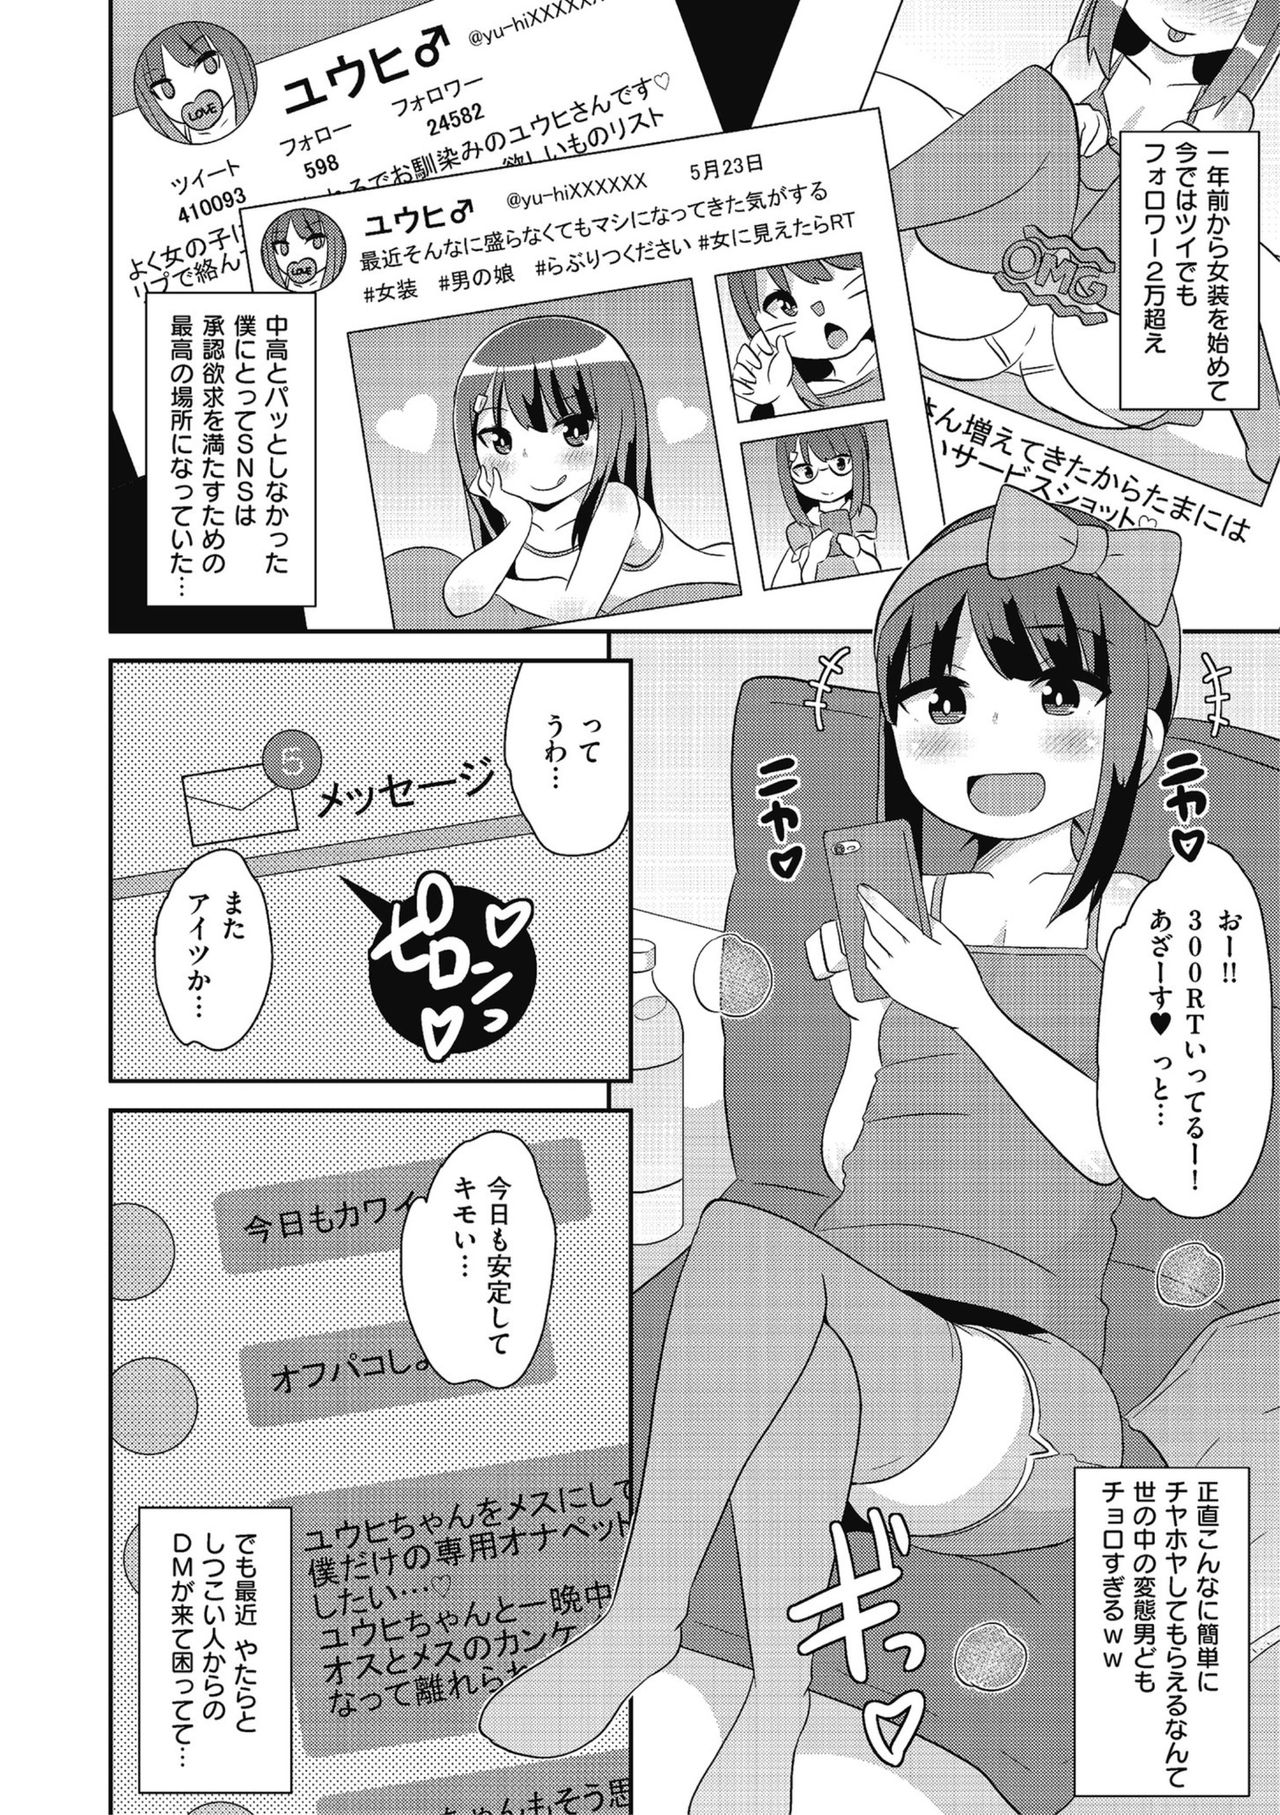 一年前から女装を始めて
今ではツイでも
フォロワー2万超え
OMG
さん増えてきたからたまには
いサービスショット♡
ユウヒ♂
@yu-hiXXXXXX
LOVE
ツイート
410093
フォロー
598
フォロワー
24582
でお馴染みのユウヒさんです♡
欲しいものリスト
よく女の子に
リプで絡んで
ユウヒ♂
@yu-hiXXXXXX
5月23日
LOVE
最近そんなに盛らなくてもマシになってきた気がする
#女装 #男の娘 #らぶりつください #女に見えたらRT
中高とパッとしなかった
僕にとってSNSは
承認欲求を満たすための
最高の場所になっていた…
ニヤ♥
ニヤ♥
おー!!
300RTいってるー!
あざーす♥ っと…
ギっ♡
正直こんなに簡単に
チヤホヤしてもらえるなんて
世の中の変態男ども
チョロすぎるww
って
うわ…
5
メッセージ
ピロンっ♡
また
アイツか…
今日も安定して
キモい…
今日もカワイ
オフパコしよ
ユウヒちゃんをメスにして
僕だけの専用オナペット
したい…♡
ユウヒちゃんと一晩中
オスとメスのカンケ
なって離れられ
ちゃんもそう思
でも最近 やたらと
しつこい人からの
DMが来て困ってて…